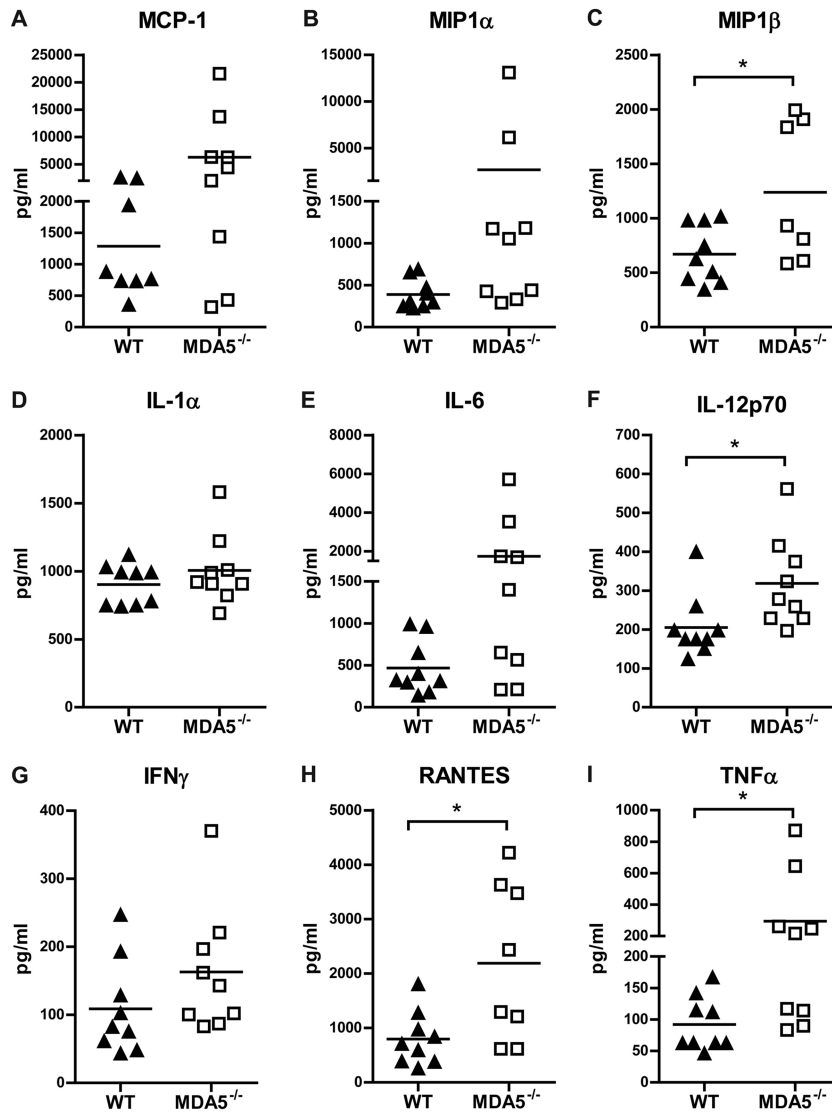 A MCP-1
pg/ml
25000
20000
15000
10000
5000
2000
1500
1000
500
0
WT MDA5-/-
B MIP1α
pg/ml
15000
10000
5000
1500
1000
500
0
WT MDA5-/-
C MIP1β
pg/ml
2500
2000
1500
1000
500
0
*
WT MDA5-/-
D IL-1α
pg/ml
2000
1500
1000
500
0
WT MDA5-/-
E IL-6
pg/ml
8000
6000
4000
2000
1500
1000
500
0
WT MDA5-/-
F IL-12p70
pg/ml
700
600
500
400
300
200
100
0
*
WT MDA5-/-
G IFNγ
pg/ml
400
300
200
100
0
WT MDA5-/-
H RANTES
pg/ml
5000
4000
3000
2000
1000
0
*
WT MDA5-/-
I TNFα
pg/ml
1000
800
600
400
200
200
150
100
50
0
*
WT MDA5-/-